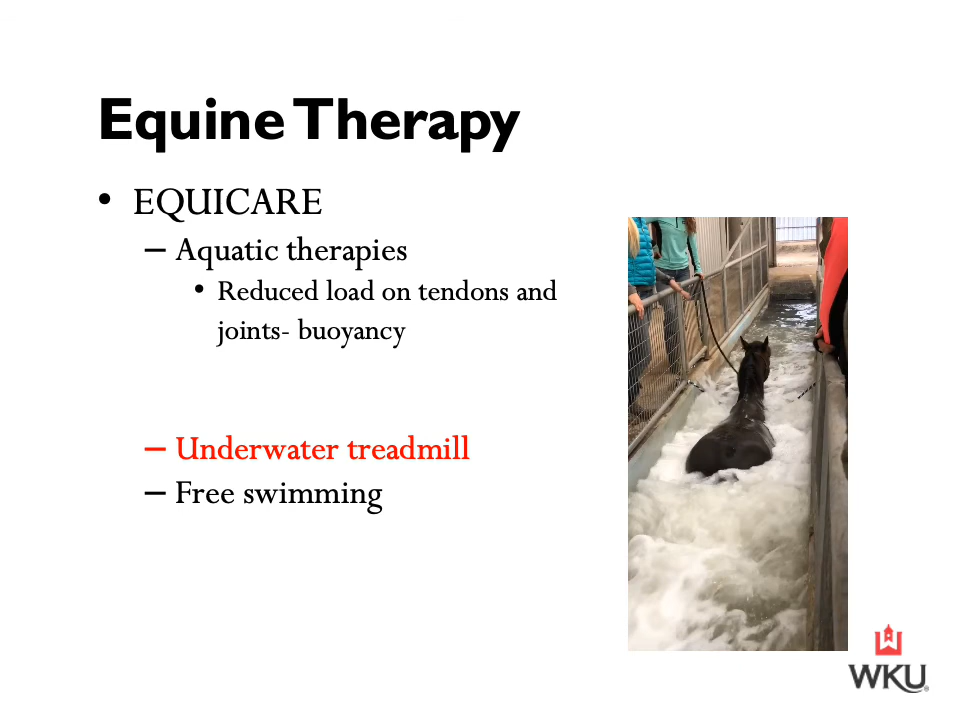 Equine Therapy
• EQUICARE
– Aquatic therapies
• Reduced load on tendons and
joints- buoyancy
– Underwater treadmill
– Free swimming
WKU®